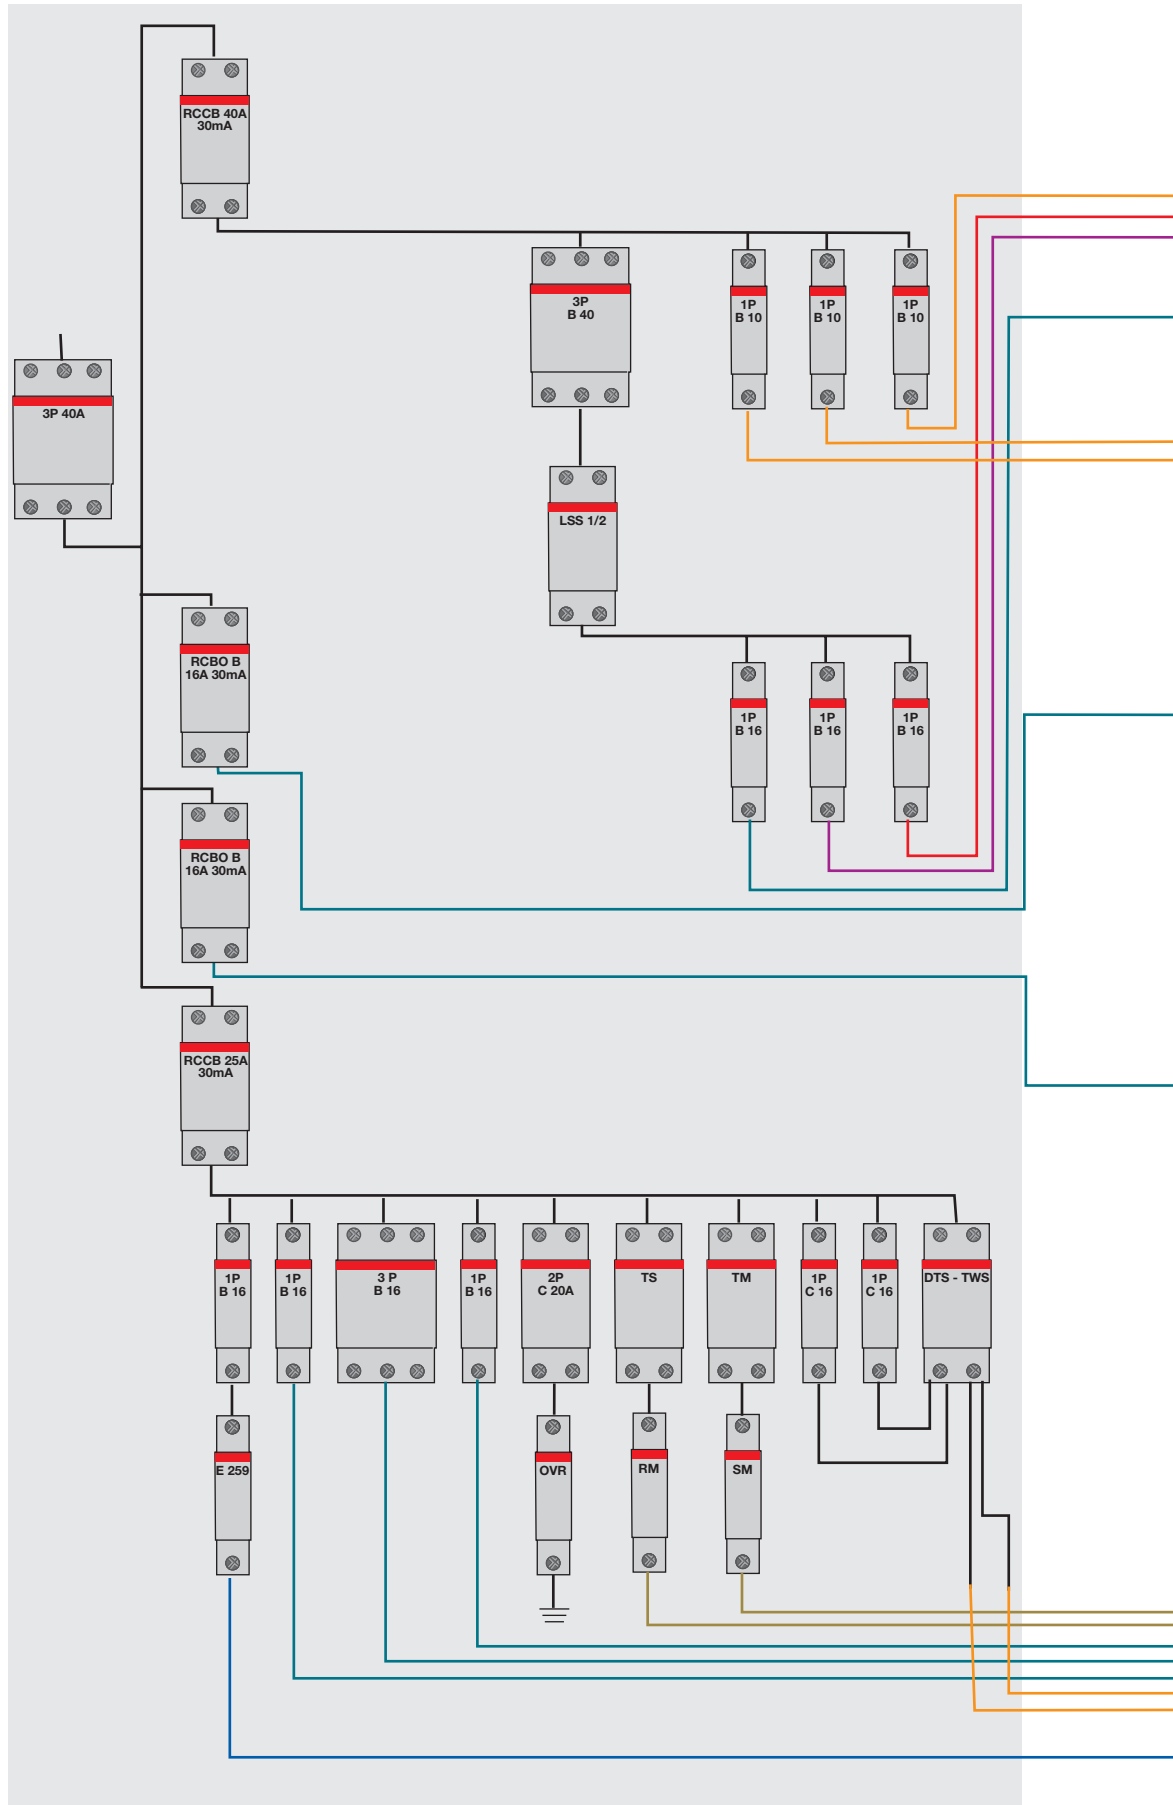 RCCB 40A
30mA
3P
B 40
1P
B 10
1P
B 10
1P
B 10
3P 40A
LSS 1/2
RCBO B
16A 30mA
1P
B 16
1P
B 16
1P
B 16
RCBO B
16A 30mA
RCCB 25A
30mA
1P
B 16
1P
B 16
3 P
B 16
1P
B 16
2P
C 20A
TS
TM
1P
C 16
1P
C 16
DTS - TWS
E 259
OVR
RM
SM